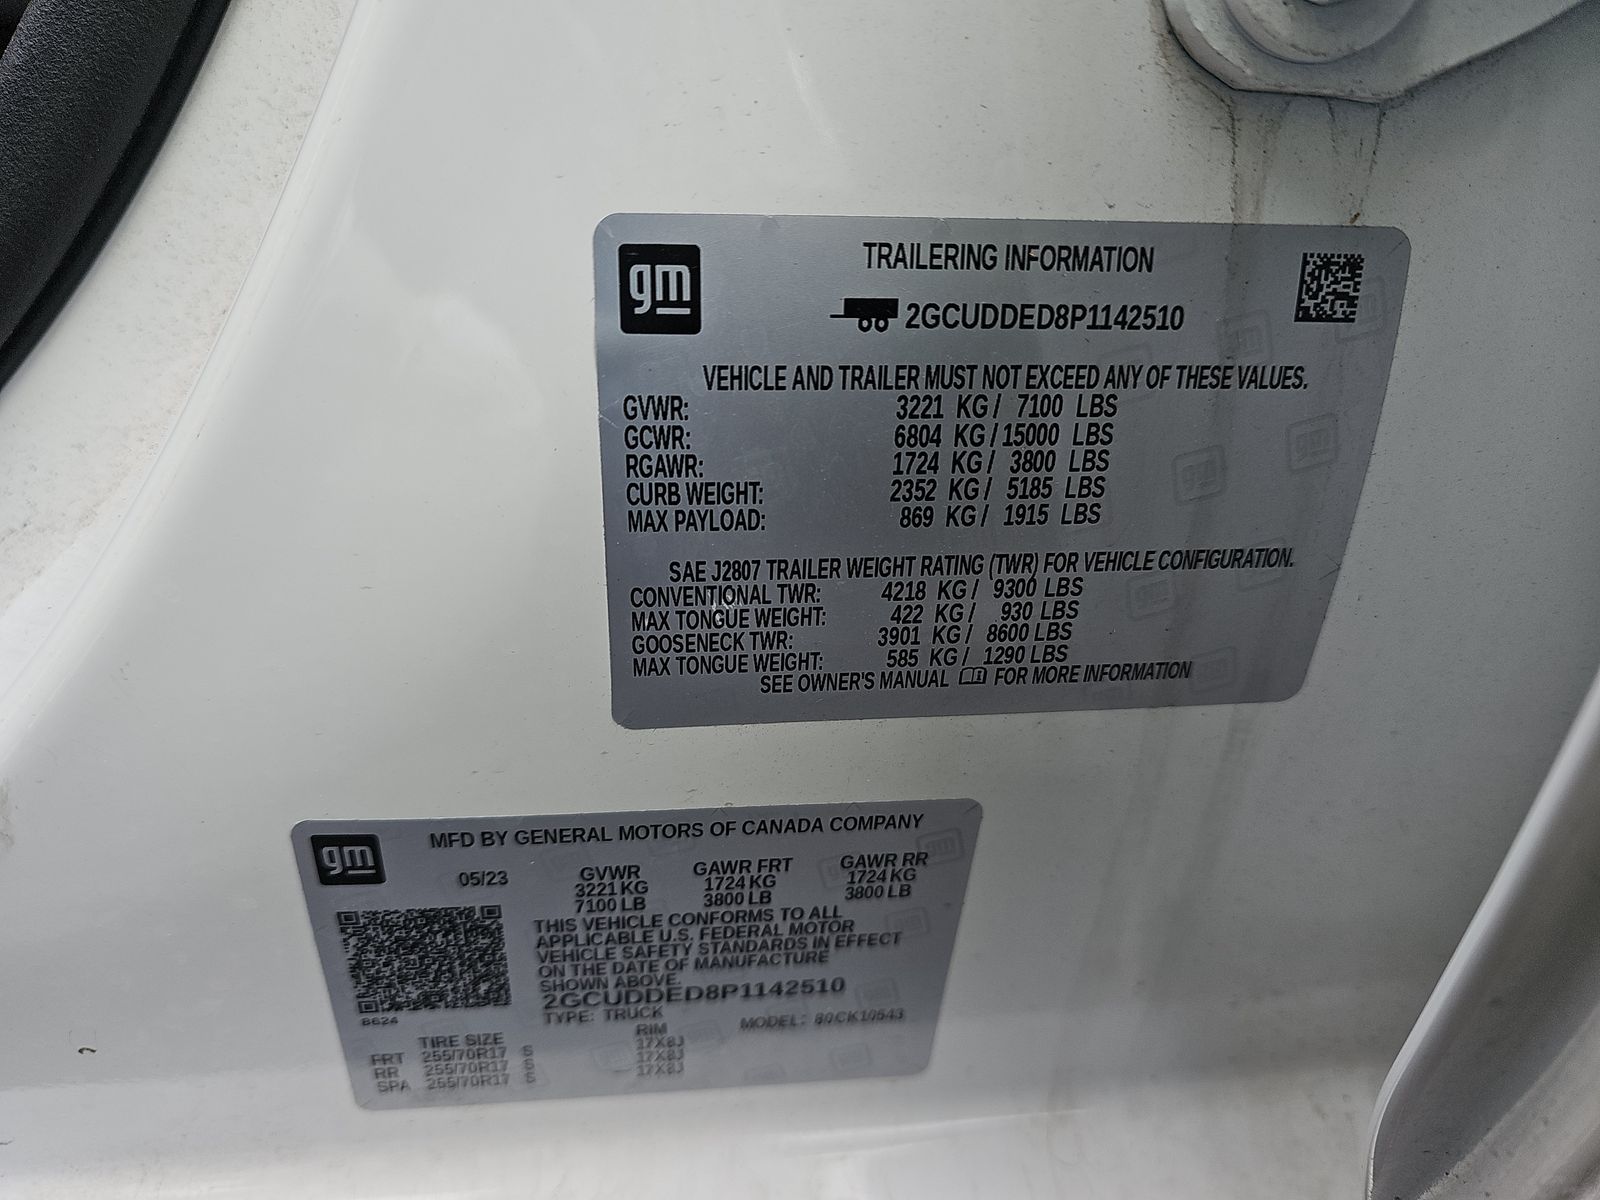 gm
TRAILERING INFORMATION
2GCUDDED8P1142510
VEHICLE AND TRAILER MUST NOT EXCEED ANY OF THESE VALUES.
GVWR: 3221 KG / 7100 LBS
GCWR: 6804 KG / 15000 LBS
RGAWR: 1724 KG / 3800 LBS
CURB WEIGHT: 2352 KG / 5185 LBS
MAX PAYLOAD: 869 KG / 1915 LBS
SAE J2807 TRAILER WEIGHT RATING (TWR) FOR VEHICLE CONFIGURATION.
CONVENTIONAL TWR: 4218 KG / 9300 LBS
MAX TONGUE WEIGHT: 422 KG / 930 LBS
GOOSENECK TWR: 3901 KG / 8600 LBS
MAX TONGUE WEIGHT: 585 KG / 1290 LBS
SEE OWNER'S MANUAL FOR MORE INFORMATION
gm
MFD BY GENERAL MOTORS OF CANADA COMPANY
05/23 GVWR GAWR FRT GAWR RR
3221 KG 1724 KG 1724 KG
7100 LB 3800 LB 3800 LB
THIS VEHICLE CONFORMS TO ALL
APPLICABLE U.S. FEDERAL MOTOR
VEHICLE SAFETY STANDARDS IN EFFECT
ON THE DATE OF MANUFACTURE
SHOWN ABOVE.
2GCUDDED8P1142510
B624
TYPE: TRUCK MODEL: 80CK10543
TIRE SIZE RIM
FRT 255/70R17 S 17X8J
RR 255/70R17 S 17X8J
SPA 255/70R17 S 17X8J